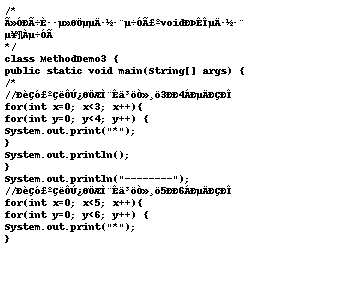 /*
Ã»ÓÐÃ÷È··µ»ØÖµµÄ·½·¨µ÷ÓÃ£ºvoidÐÞÊÎµÄ·½·¨
µ¥¶Àµ÷ÓÃ
*/
class MethodDemo3 {
public static void main(String[] args) {
/*
//ÐèÇó£ºÇëÔÚ¿ØÖÆÌ¨Êä³öÒ»¸ö3ÐÐ4ÁÐµÄÐÇÐÎ
for(int x=0; x<3; x++){
for(int y=0; y<4; y++) {
System.out.print("*");
}
System.out.println();
}
System.out.println("--------");
//ÐèÇó£ºÇëÔÚ¿ØÖÆÌ¨Êä³öÒ»¸ö5ÐÐ6ÁÐµÄÐÇÐÎ
for(int x=0; x<5; x++){
for(int y=0; y<6; y++) {
System.out.print("*");
}